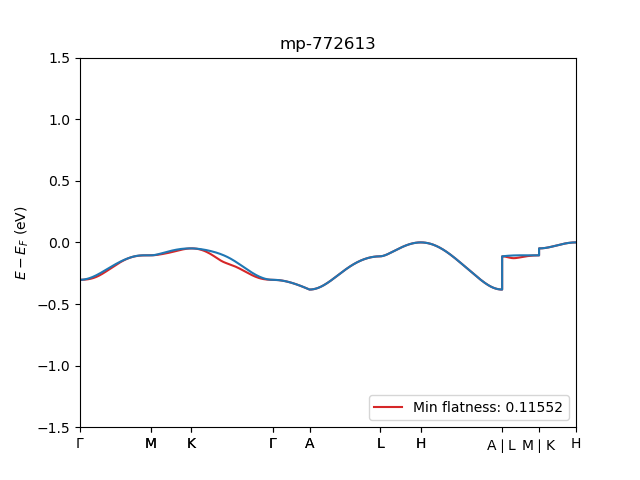 mp-772613
E − E_F (eV)
1.5
1.0
0.5
0.0
−0.5
−1.0
−1.5
Min flatness: 0.11552
Γ M K Γ A L H A | L M | K H